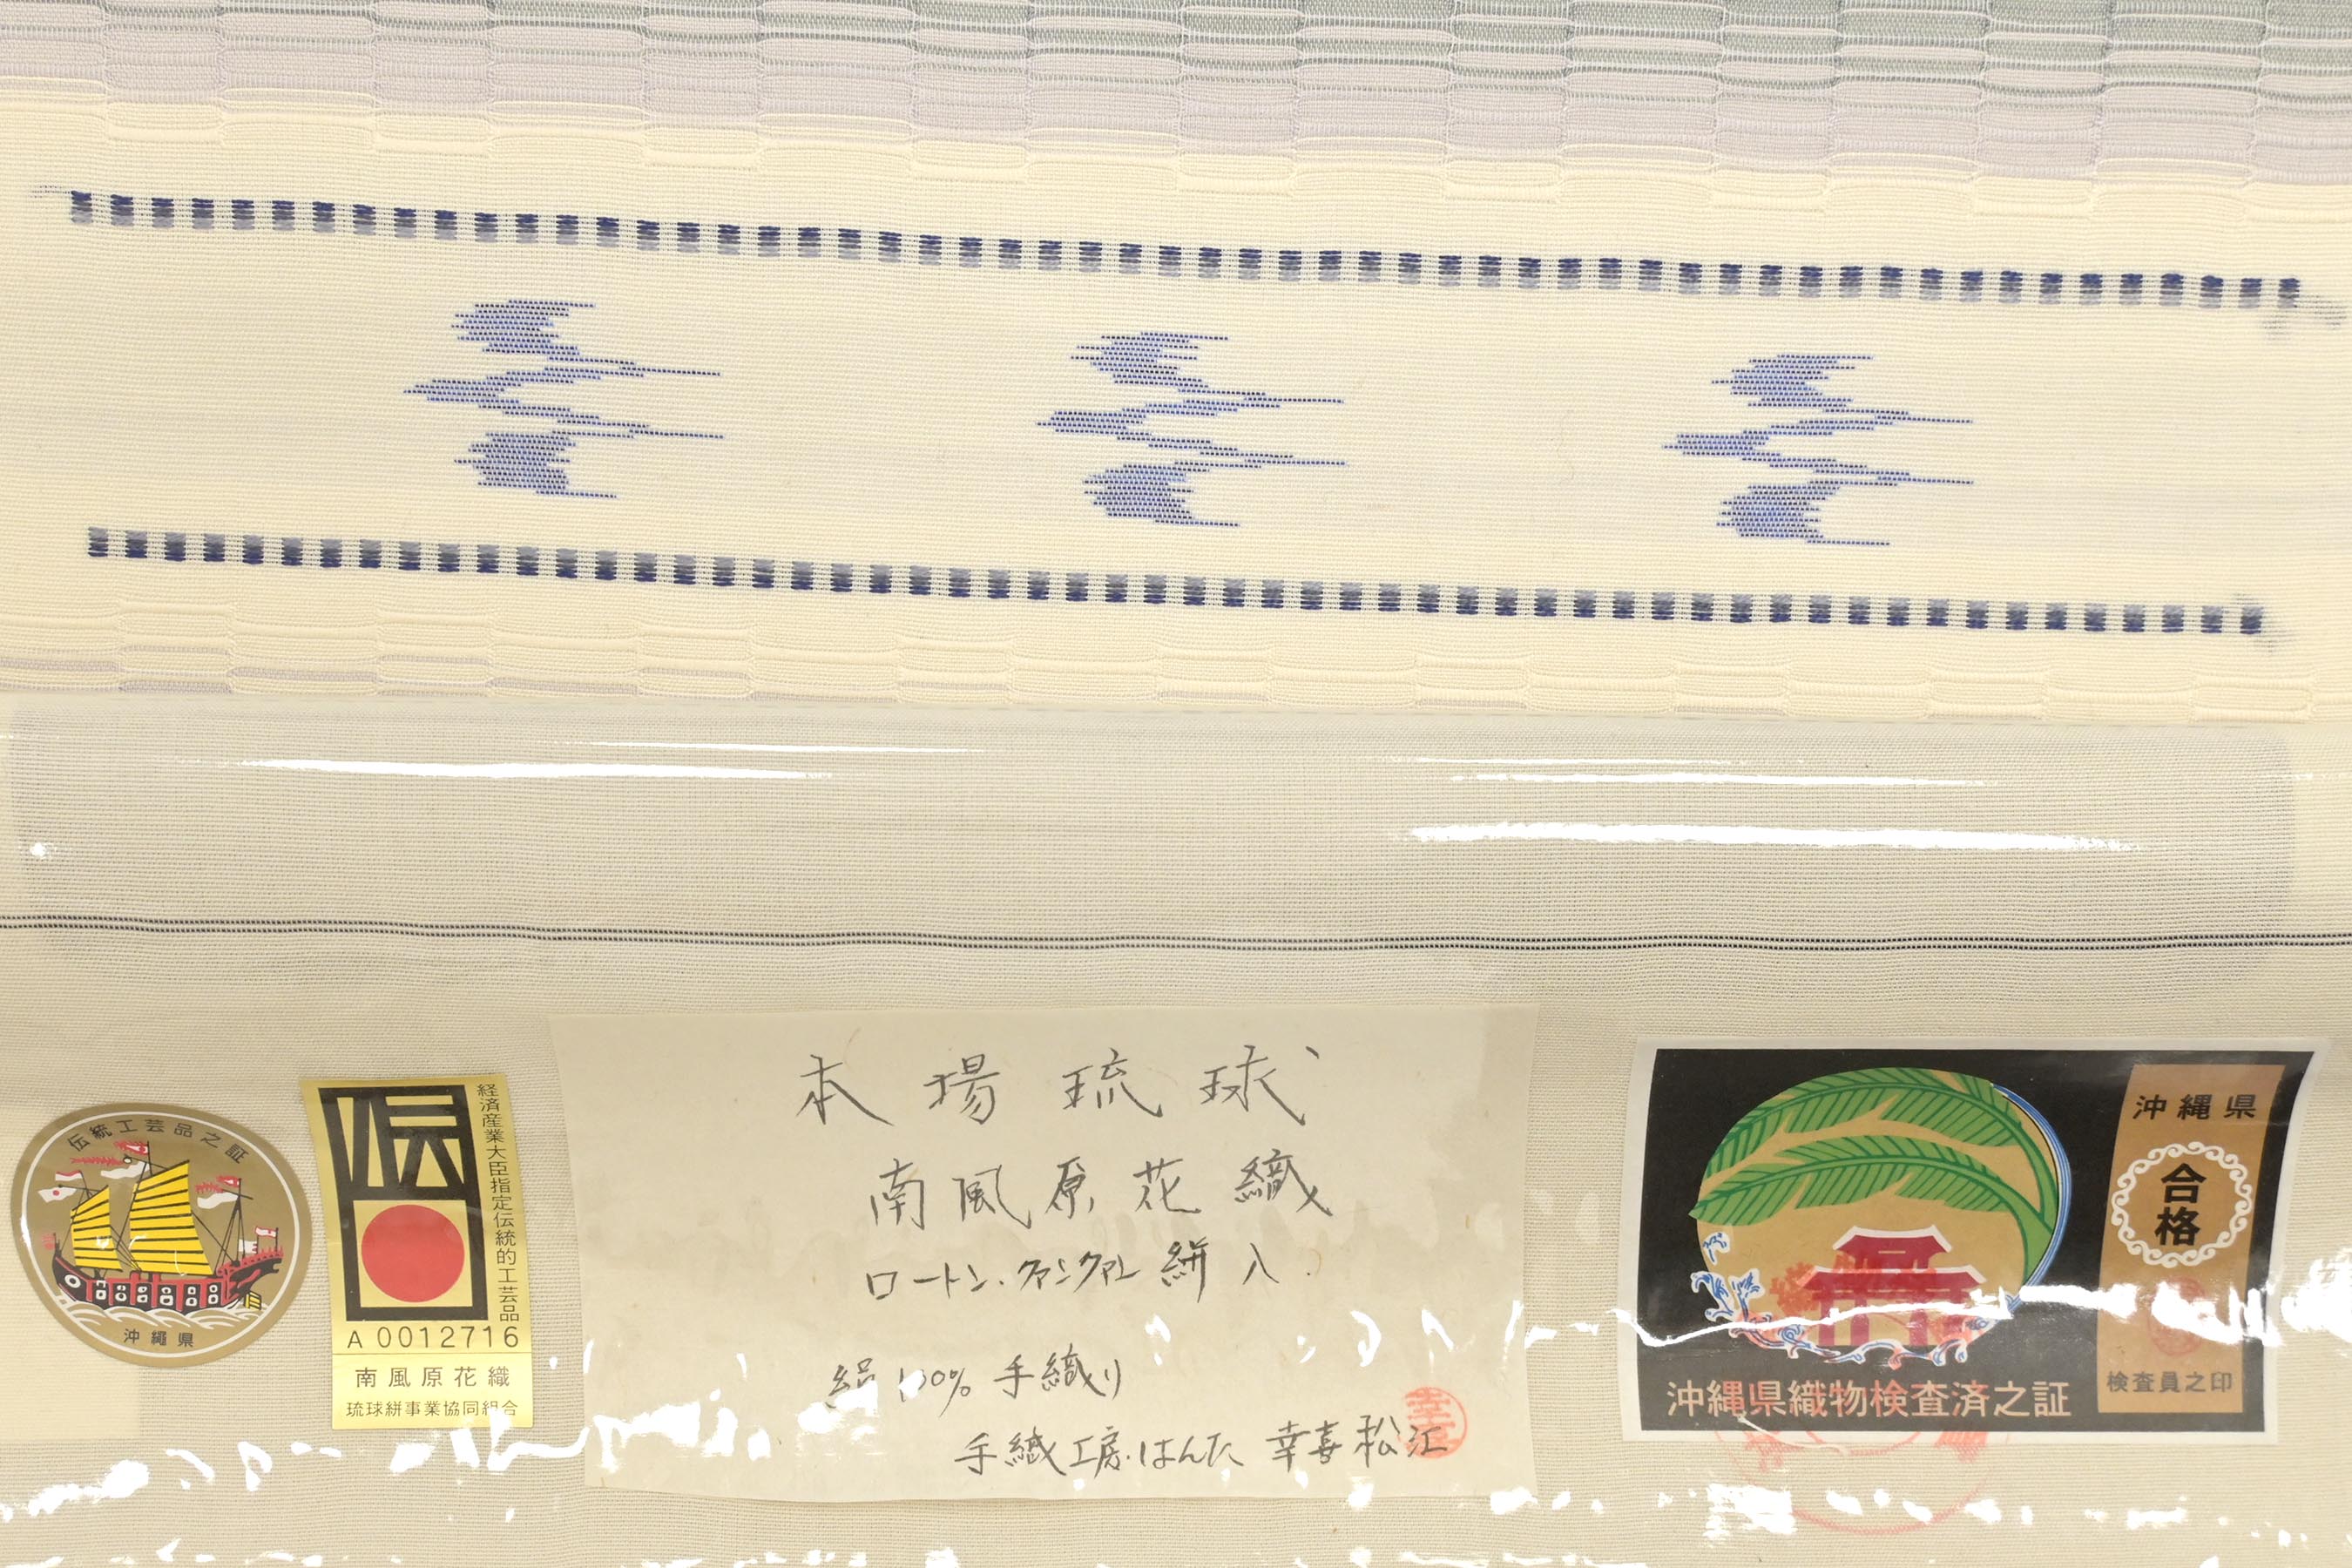 伝統工芸品之証
沖縄県
伝
経済産業大臣指定伝統的工芸品
A 0012716
南風原花織
琉球絣事業協同組合
本場琉球
南風原花織
ロートン・クァンクァン絣入.
絹100% 手織り
手織工房・はんた 幸喜松江
幸喜
沖縄県
合格
検査員之印
沖縄県織物検査済之証